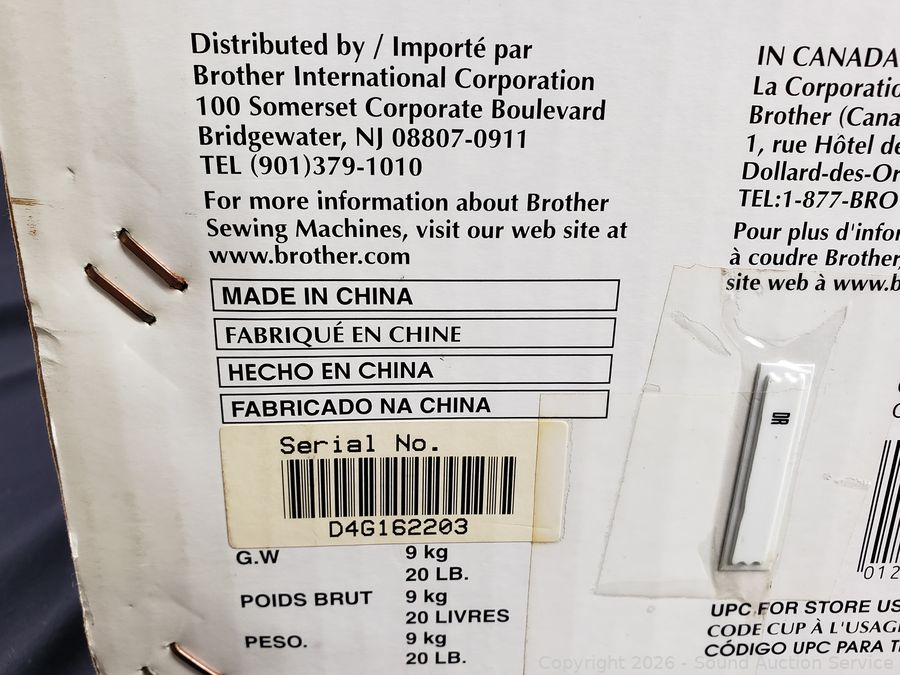 Distributed by / Importé par
Brother International Corporation
100 Somerset Corporate Boulevard
Bridgewater, NJ 08807-0911
TEL (901)379-1010
For more information about Brother
Sewing Machines, visit our web site at
www.brother.com
MADE IN CHINA
FABRIQUÉ EN CHINE
HECHO EN CHINA
FABRICADO NA CHINA
Serial No.
D4G162203
G.W 9 kg
20 LB.
POIDS BRUT 9 kg
20 LIVRES
PESO. 9 kg
20 LB.
IN CANADA
La Corporatio
Brother (Cana
1, rue Hôtel de
Dollard-des-Or
TEL:1-877-BRO
Pour plus d'infor
à coudre Brother,
site web à www.b
DR
012
UPC FOR STORE US
CODE CUP À L'USAG
CÓDIGO UPC PARA T
Copyright 2026 - Sound Auction Service